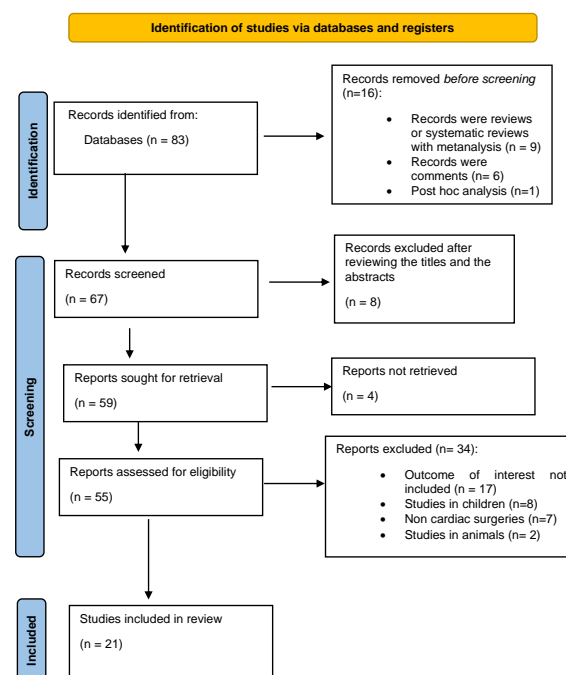 Identification of studies via databases and registers
Identification
Records identified from:
Databases (n = 83)
Records removed before screening
(n=16):
• Records were reviews
or systematic reviews
with metanalysis (n = 9)
• Records were
comments (n= 6)
• Post hoc analysis (n=1)
Screening
Records screened
(n = 67)
Records excluded after
reviewing the titles and the
abstracts
(n = 8)
Reports sought for retrieval
(n = 59)
Reports not retrieved
(n = 4)
Reports assessed for eligibility
(n = 55)
Reports excluded (n= 34):
• Outcome of interest not
included (n = 17)
• Studies in children (n=8)
• Non cardiac surgeries (n=7)
• Studies in animals (n= 2)
Included
Studies included in review
(n = 21)